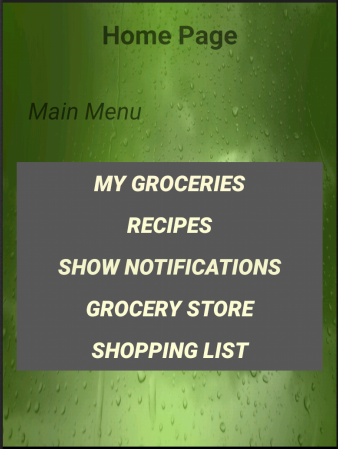 Home Page
Main Menu
MY GROCERIES
RECIPES
SHOW NOTIFICATIONS
GROCERY STORE
SHOPPING LIST